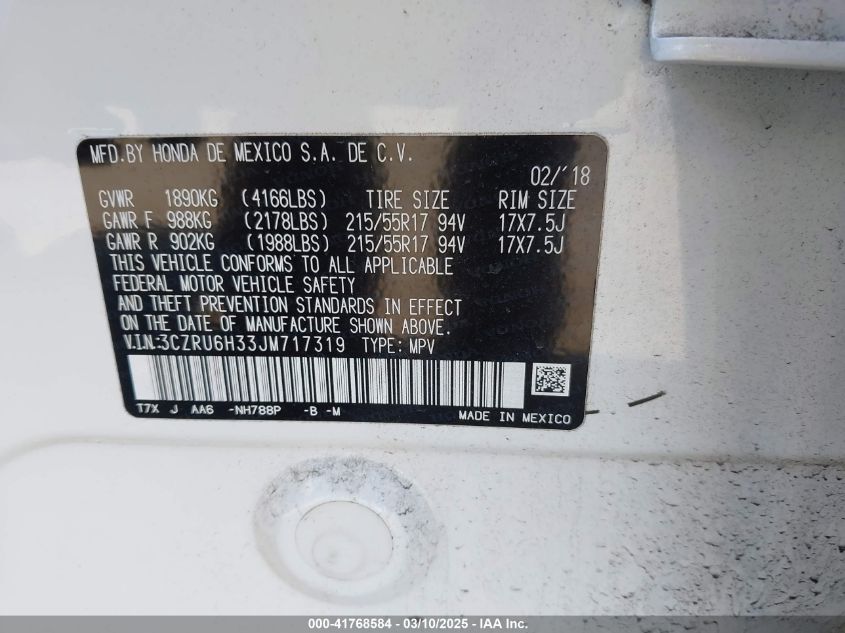 MFD.BY HONDA DE MEXICO S.A. DE C.V.
02/'18
GVWR 1890KG (4166LBS) TIRE SIZE RIM SIZE
GAWR F 988KG (2178LBS) 215/55R17 94V 17X7.5J
GAWR R 902KG (1988LBS) 215/55R17 94V 17X7.5J
THIS VEHICLE CONFORMS TO ALL APPLICABLE
FEDERAL MOTOR VEHICLE SAFETY
AND THEFT PREVENTION STANDARDS IN EFFECT
ON THE DATE OF MANUFACTURE SHOWN ABOVE.
V.I.N:3CZRU6H33JM717319 TYPE: MPV
T7X J AA6 -NH788P -B -M MADE IN MEXICO
000-41768584 - 03/10/2025 - IAA Inc.